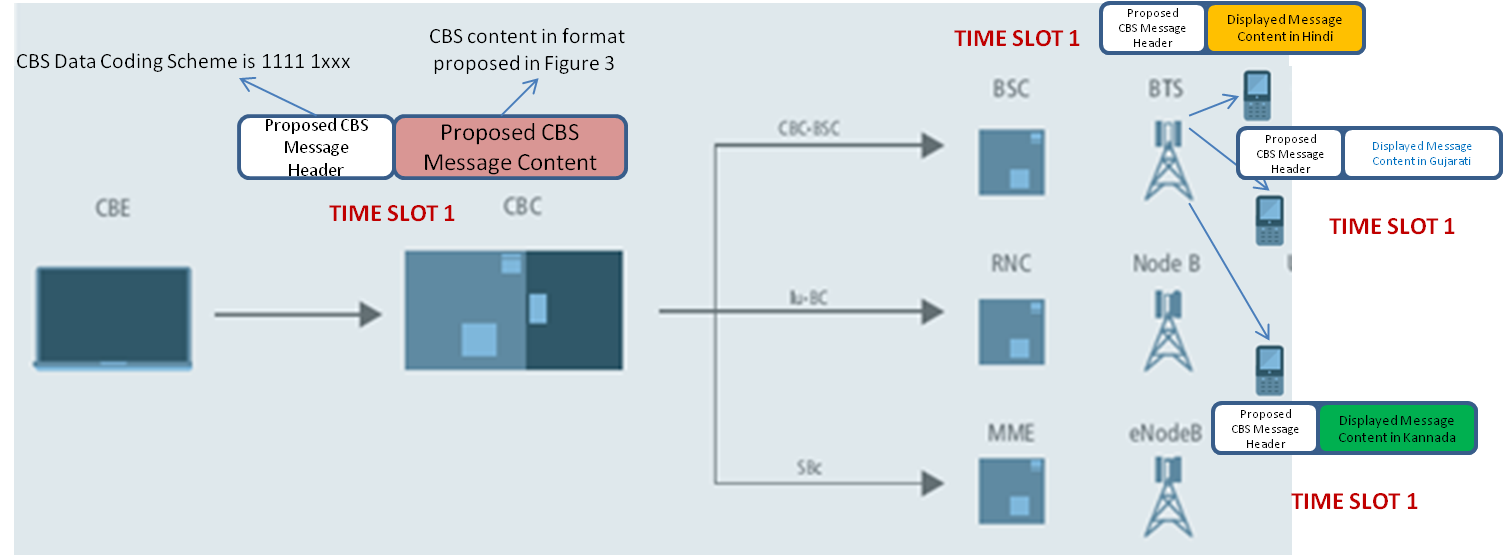 CBS Data Coding Scheme is 1111 1xxx
CBS content in format
proposed in Figure 3
Proposed CBS
Message
Header
Proposed CBS
Message Content
TIME SLOT 1
CBE
CBC
TIME SLOT 1
Proposed
CBS Message
Header
Displayed Message
Content in Hindi
BSC
BTS
CBC-BSC
Proposed
CBS Message
Header
Displayed Message
Content in Gujarati
TIME SLOT 1
RNC
Node B
Iu-BC
MME
eNodeB
SBc
Proposed
CBS Message
Header
Displayed Message
Content in Kannada
TIME SLOT 1